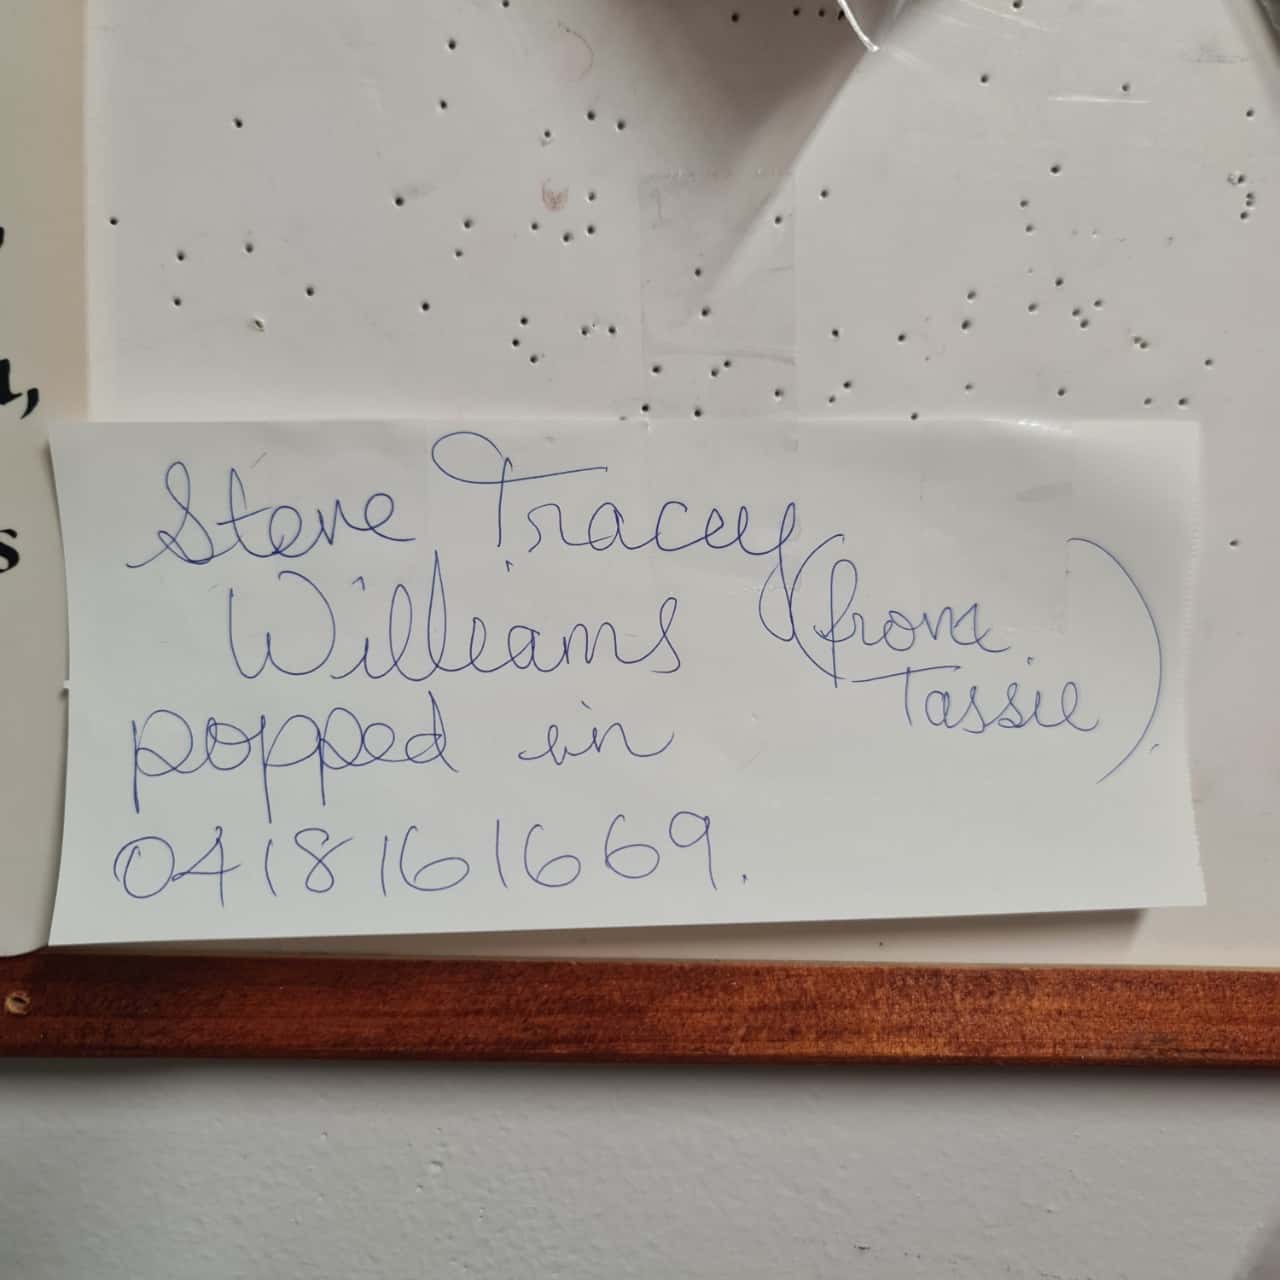 Steve Tracey
Williams (from
Tassie).
popped in
0418161669.